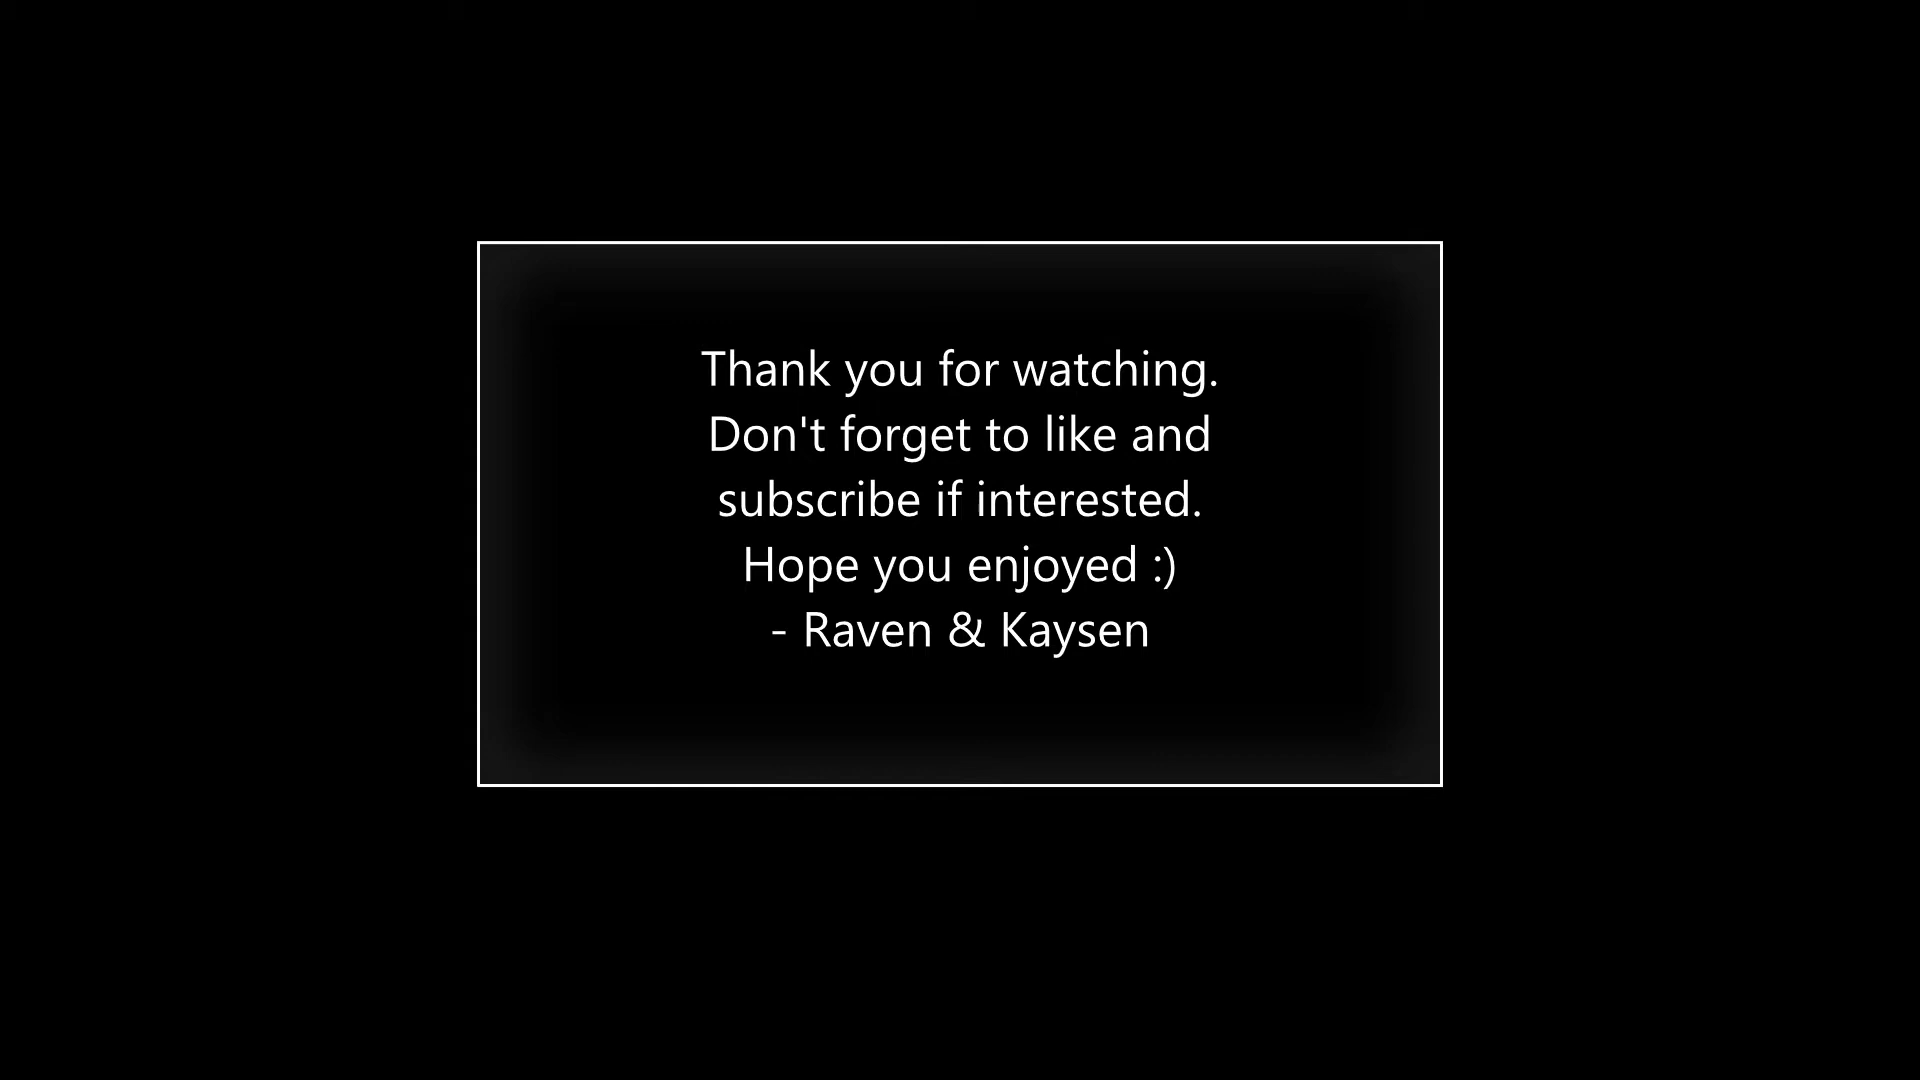 Thank you for watching.
Don't forget to like and
subscribe if interested.
Hope you enjoyed :)
- Raven & Kaysen